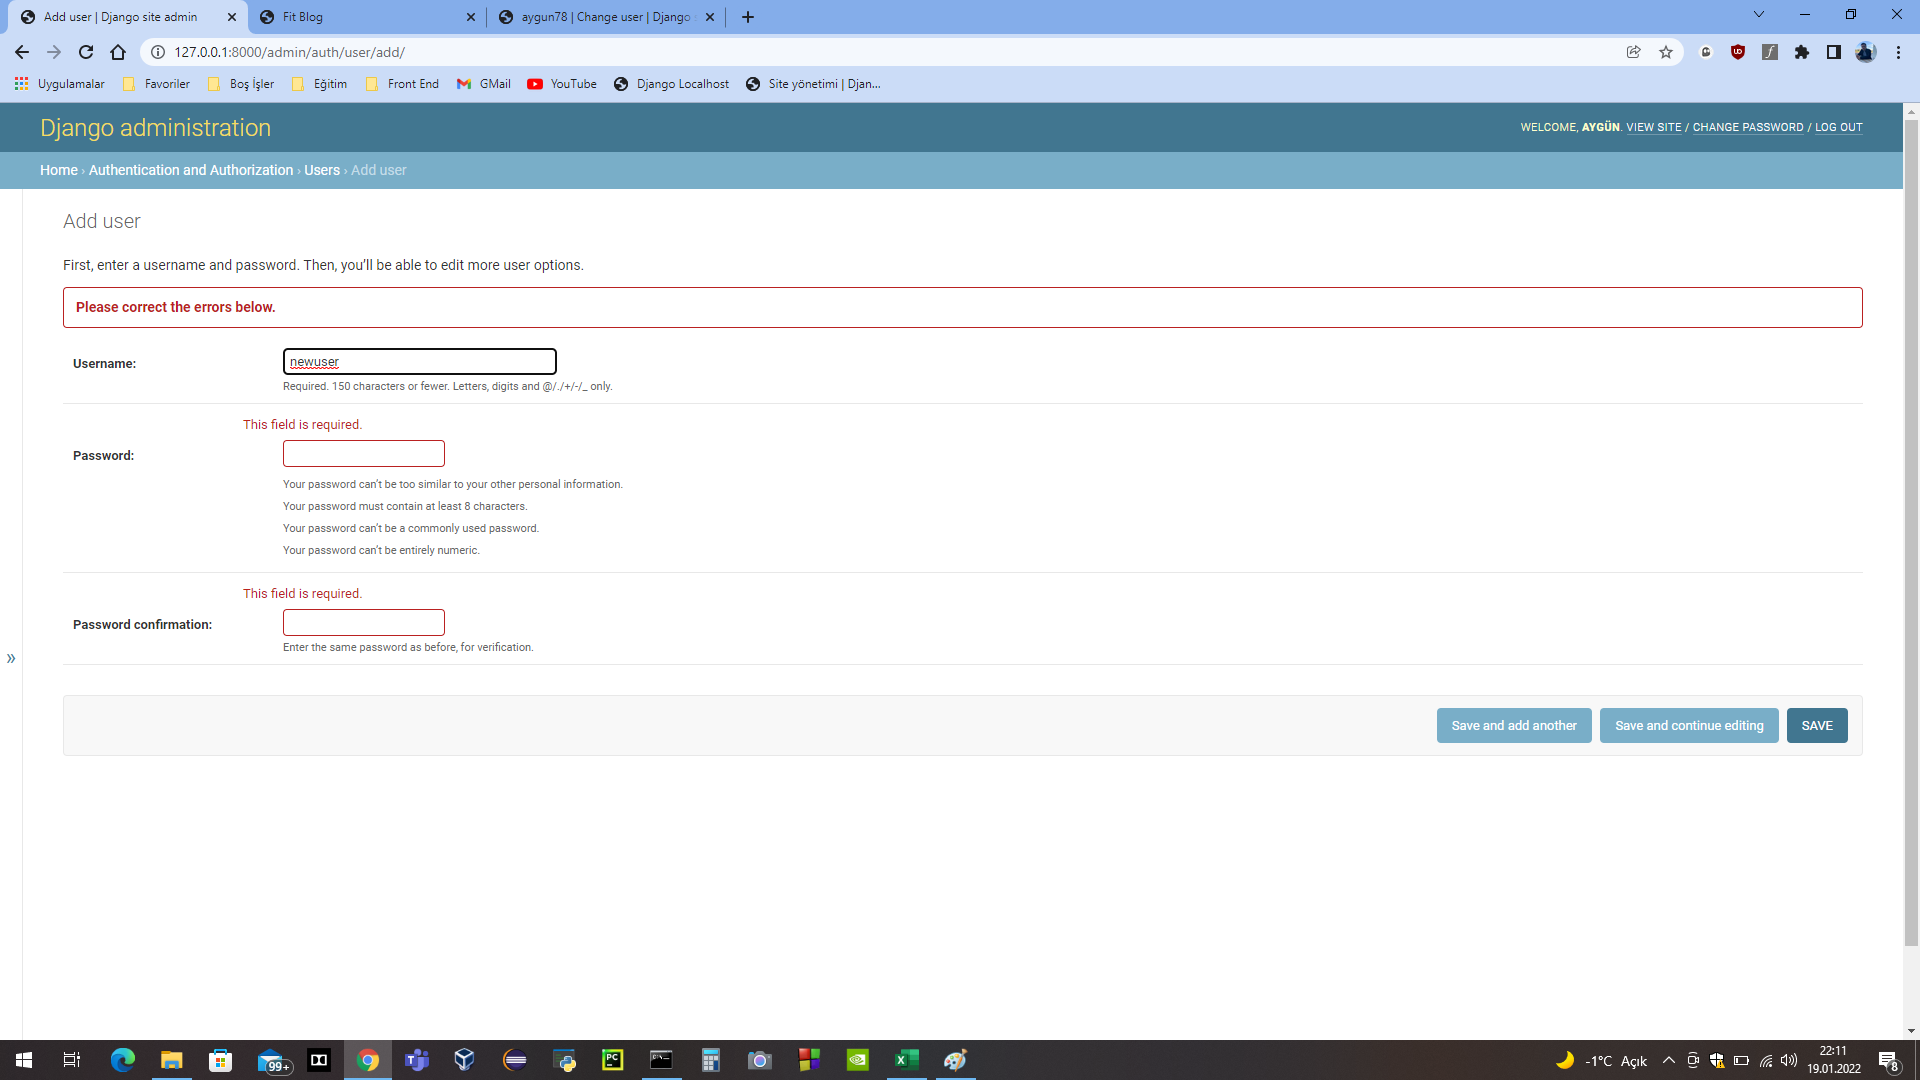 Add user | Django site admin
Fit Blog
aygun78 | Change user | Django
127.0.0.1:8000/admin/auth/user/add/
Uygulamalar
Favoriler
Boş İşler
Eğitim
Front End
GMail
YouTube
Django Localhost
Site yönetimi | Djan...
Django administration
WELCOME, AYGÜN. VIEW SITE / CHANGE PASSWORD / LOG OUT
Home › Authentication and Authorization › Users › Add user
Add user
First, enter a username and password. Then, you’ll be able to edit more user options.
Please correct the errors below.
Username:
newuser
Required. 150 characters or fewer. Letters, digits and @/./+/-/_ only.
This field is required.
Password:
Your password can’t be too similar to your other personal information.
Your password must contain at least 8 characters.
Your password can’t be a commonly used password.
Your password can’t be entirely numeric.
This field is required.
Password confirmation:
Enter the same password as before, for verification.
»
Save and add another
Save and continue editing
SAVE
99+
PC
-1°C Açık
22:11
19.01.2022
8